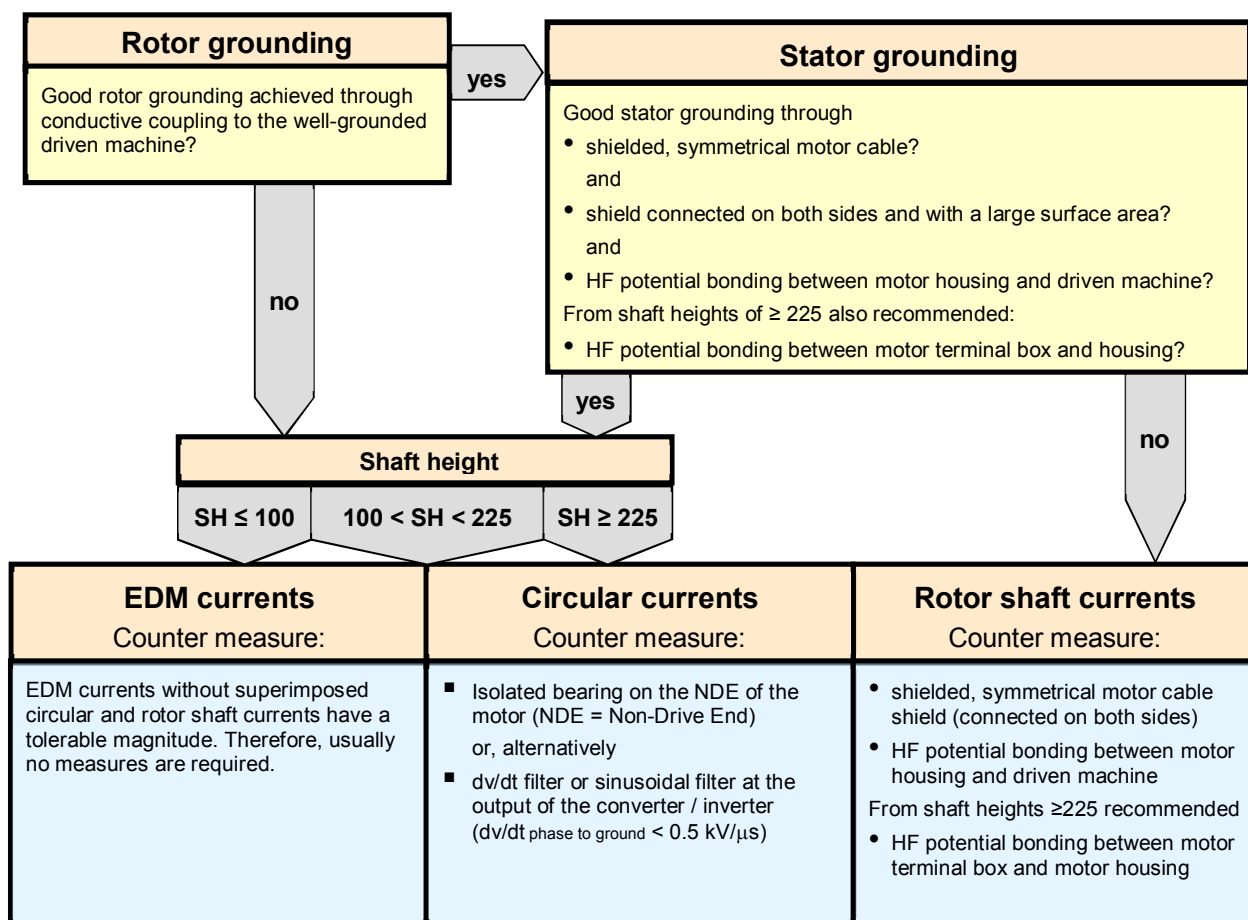 Rotor grounding
Good rotor grounding achieved through
conductive coupling to the well-grounded
driven machine?
yes
Stator grounding
Good stator grounding through
• shielded, symmetrical motor cable?
and
• shield connected on both sides and with a large surface area?
and
• HF potential bonding between motor housing and driven machine?
From shaft heights of ≥ 225 also recommended:
• HF potential bonding between motor terminal box and housing?
no
yes
no
Shaft height
SH ≤ 100
100 < SH < 225
SH ≥ 225
EDM currents
Counter measure:
EDM currents without superimposed
circular and rotor shaft currents have a
tolerable magnitude. Therefore, usually
no measures are required.
Circular currents
Counter measure:
■ Isolated bearing on the NDE of the
motor (NDE = Non-Drive End)
or, alternatively
■ dv/dt filter or sinusoidal filter at the
output of the converter / inverter
(dv/dt phase to ground < 0.5 kV/µs)
Rotor shaft currents
Counter measure:
• shielded, symmetrical motor cable
shield (connected on both sides)
• HF potential bonding between motor
housing and driven machine
From shaft heights ≥225 recommended
• HF potential bonding between motor
terminal box and motor housing